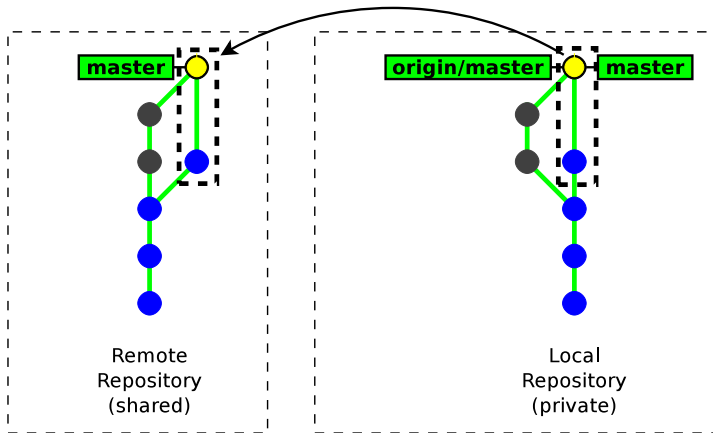 master
origin/master
master
Remote
Repository
(shared)
Local
Repository
(private)